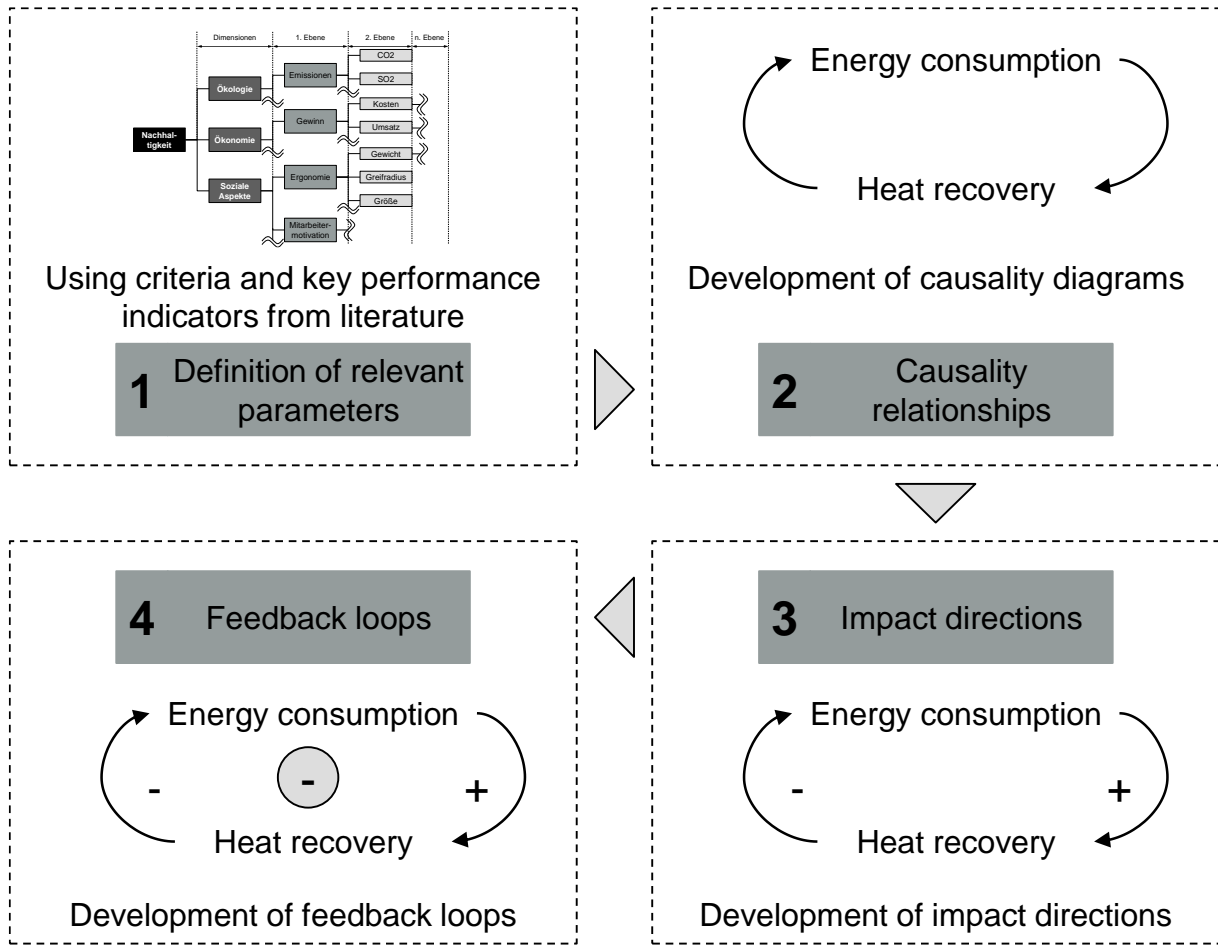 Dimensionen
1. Ebene
2. Ebene
n. Ebene
CO2
SO2
Kosten
Umsatz
Gewicht
Greifradius
Größe
Emissionen
Gewinn
Ergonomie
Mitarbeiter-
motivation
Ökologie
Ökonomie
Soziale
Aspekte
Nachhal-
tigkeit
Using criteria and key performance
indicators from literature
1 Definition of relevant
parameters
Energy consumption
Heat recovery
Development of causality diagrams
2 Causality
relationships
3 Impact directions
Energy consumption
- +
Heat recovery
Development of impact directions
4 Feedback loops
Energy consumption
- - +
Heat recovery
Development of feedback loops